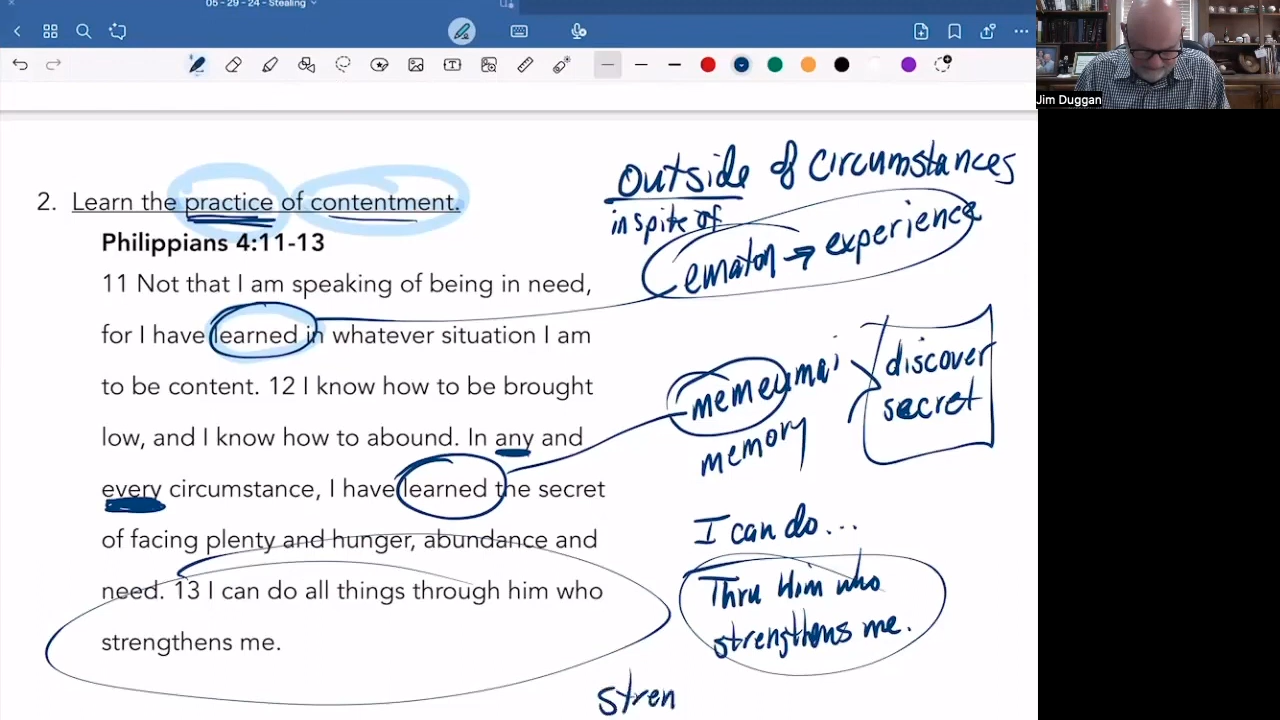 05 - 29 - 24 - Stealing
Jim Duggan
2. Learn the practice of contentment.
Philippians 4:11-13
11 Not that I am speaking of being in need,
for I have learned in whatever situation I am
to be content. 12 I know how to be brought
low, and I know how to abound. In any and
every circumstance, I have learned the secret
of facing plenty and hunger, abundance and
need. 13 I can do all things through him who
strengthens me.
outside of circumstances
in spite of
ematon → experience
memeumai
memory
discover
secret
I can do...
Thru Him who
strengthens me.
stren